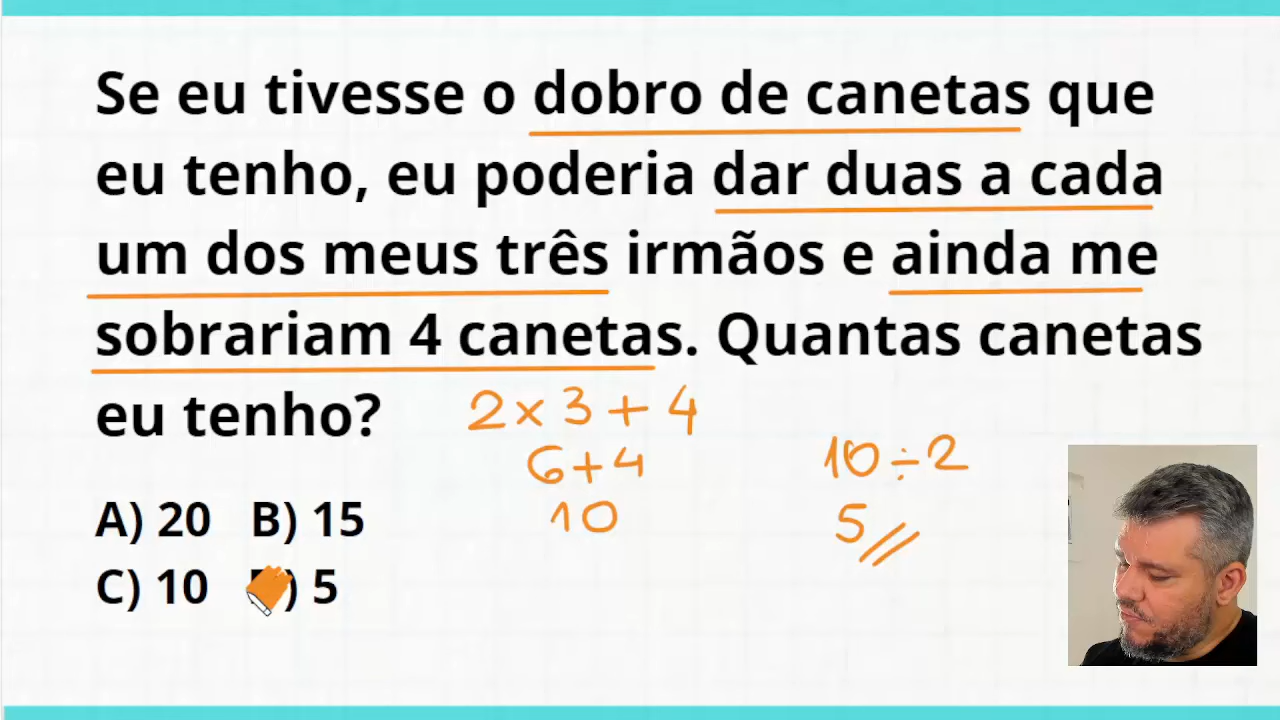 Se eu tivesse o dobro de canetas que
eu tenho, eu poderia dar duas a cada
um dos meus três irmãos e ainda me
sobrariam 4 canetas. Quantas canetas
eu tenho?
2 x 3 + 4
6 + 4
10
10 ÷ 2
5
A) 20 B) 15
C) 10 ) 5